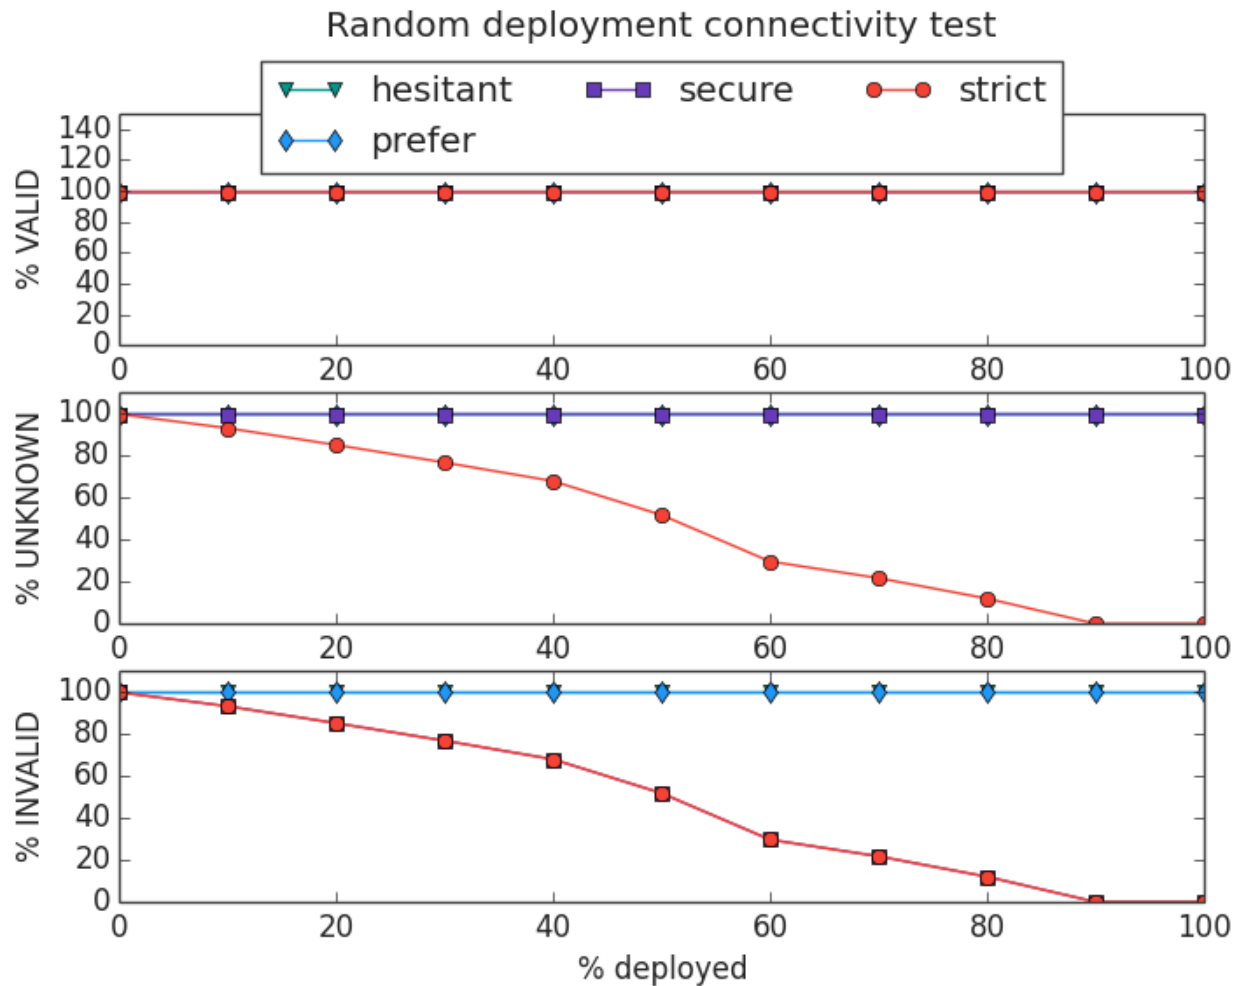 Random deployment connectivity test
hesitant secure strict
prefer
% VALID
140
120
100
80
60
40
20
0
0 20 40 60 80 100
% UNKNOWN
100
80
60
40
20
0
0 20 40 60 80 100
% INVALID
100
80
60
40
20
0
0 20 40 60 80 100
% deployed